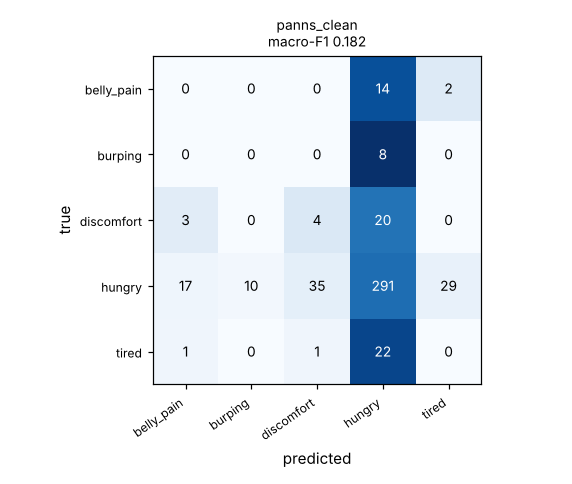 panns_clean
macro-F1 0.182
belly_pain 0 0 0 14 2
burping 0 0 0 8 0
discomfort 3 0 4 20 0
hungry 17 10 35 291 29
tired 1 0 1 22 0
true
belly_pain burping discomfort hungry tired
predicted